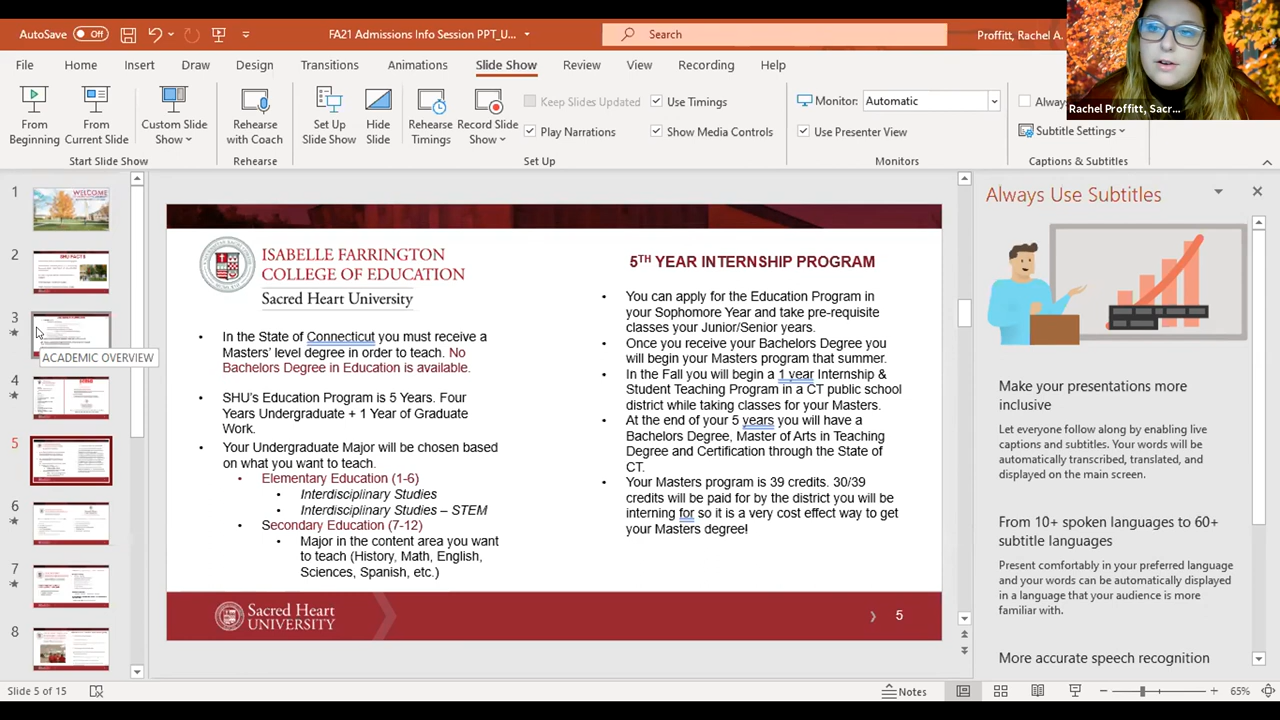 AutoSave Off
FA21 Admissions Info Session PPT_U...
Search
Proffitt, Rachel A.
File Home Insert Draw Design Transitions Animations Slide Show Review View Recording Help
From Beginning
From Current Slide
Custom Slide Show
Start Slide Show
Rehearse with Coach
Rehearse
Set Up Slide Show
Hide Slide
Rehearse Timings
Record Slide Show
Keep Slides Updated
Play Narrations
Use Timings
Show Media Controls
Set Up
Monitor: Automatic
Use Presenter View
Monitors
Alway
Subtitle Settings
Captions & Subtitles
Rachel Proffitt, Sacr...
1
WELCOME
2
SHU FACTS
3
ACADEMIC OVERVIEW
4
5
6
7
8
ISABELLE FARRINGTON
COLLEGE OF EDUCATION
Sacred Heart University
• In the State of Connecticut you must receive a
Masters' level degree in order to teach. No
Bachelors Degree in Education is available.
• SHU's Education Program is 5 Years. Four
Years Undergraduate + 1 Year of Graduate
Work.
• Your Undergraduate Major will be chosen based
on what you want to teach.
• Elementary Education (1-6)
• Interdisciplinary Studies
• Interdisciplinary Studies – STEM
• Secondary Education (7-12)
• Major in the content area you want
to teach (History, Math, English,
Sciences, Spanish, etc.)
5TH YEAR INTERNSHIP PROGRAM
• You can apply for the Education Program in
your Sophomore Year and take pre-requisite
classes your Junior/Senior years.
• Once you receive your Bachelors Degree you
will begin your Masters program that summer.
• In the Fall you will begin a 1 year Internship &
Student Teaching Program in a CT public school
district while taking classes for your Masters.
• At the end of your 5 years you will have a
Bachelors Degree, Master of Arts in Teaching
Degree and Certification through the State of
CT.
• Your Masters program is 39 credits. 30/39
credits will be paid for by the district you will be
interning for so it is a very cost effect way to get
your Masters degree!
Sacred Heart
UNIVERSITY
5
Always Use Subtitles
Make your presentations more
inclusive
Let everyone follow along by enabling live
captions and subtitles. Your words will be
automatically transcribed, translated, and
displayed on the main screen.
From 10+ spoken languages to 60+
subtitle languages
Present comfortably in your preferred language
and your words can be automatically displayed
in a language that your audience is more
familiar with.
More accurate speech recognition
Slide 5 of 15
Notes
65%